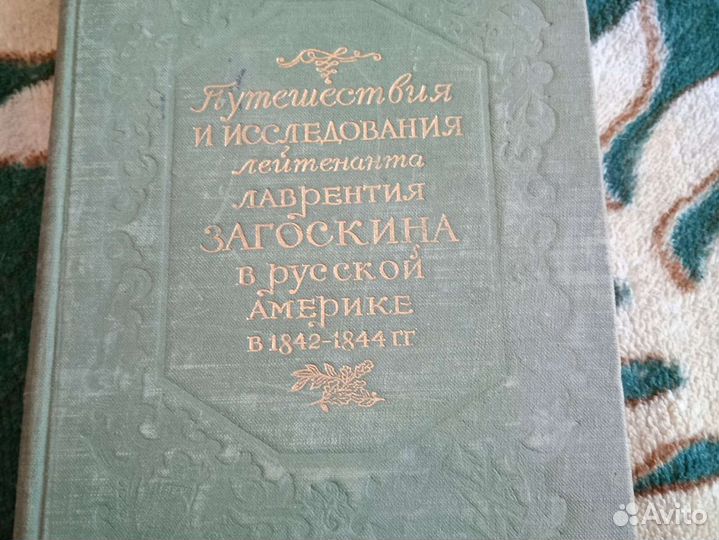 Путешествия
и исследования
лейтенанта
Лаврентия
ЗАГОСКИНА
в русской
Америке
в 1842-1844 гг
Avito